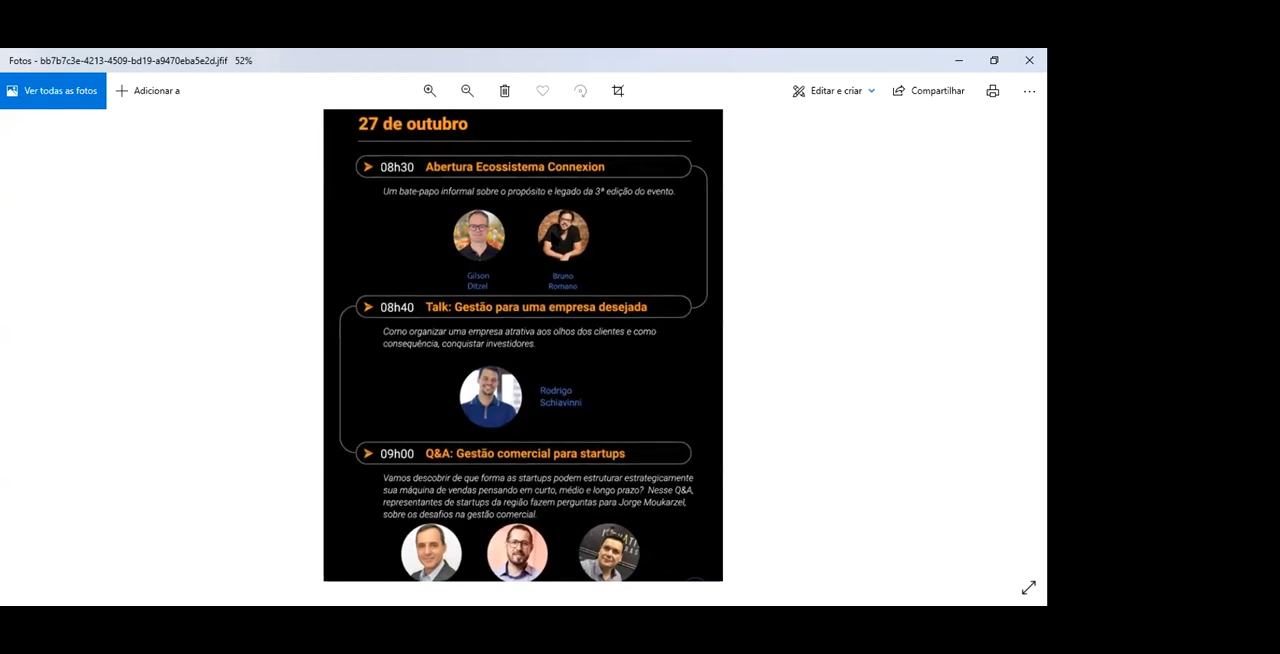 Fotos - bb7b7c3e-4213-4509-bd19-a9470eba5e2d.jfif 52%
Ver todas as fotos
Adicionar a
Editar e criar
Compartilhar
27 de outubro
08h30 Abertura Ecossistema Connexion
Um bate-papo informal sobre o propósito e legado da 3ª edição do evento.
Gilson
Ditzel
Bruno
Romano
08h40 Talk: Gestão para uma empresa desejada
Como organizar uma empresa atrativa aos olhos dos clientes e como
consequência, conquistar investidores.
Rodrigo
Schiavinni
09h00 Q&A: Gestão comercial para startups
Vamos descobrir de que forma as startups podem estruturar estrategicamente
sua máquina de vendas pensando em curto, médio e longo prazo? Nesse Q&A,
representantes de startups da região fazem perguntas para Jorge Moukarzel,
sobre os desafios na gestão comercial.